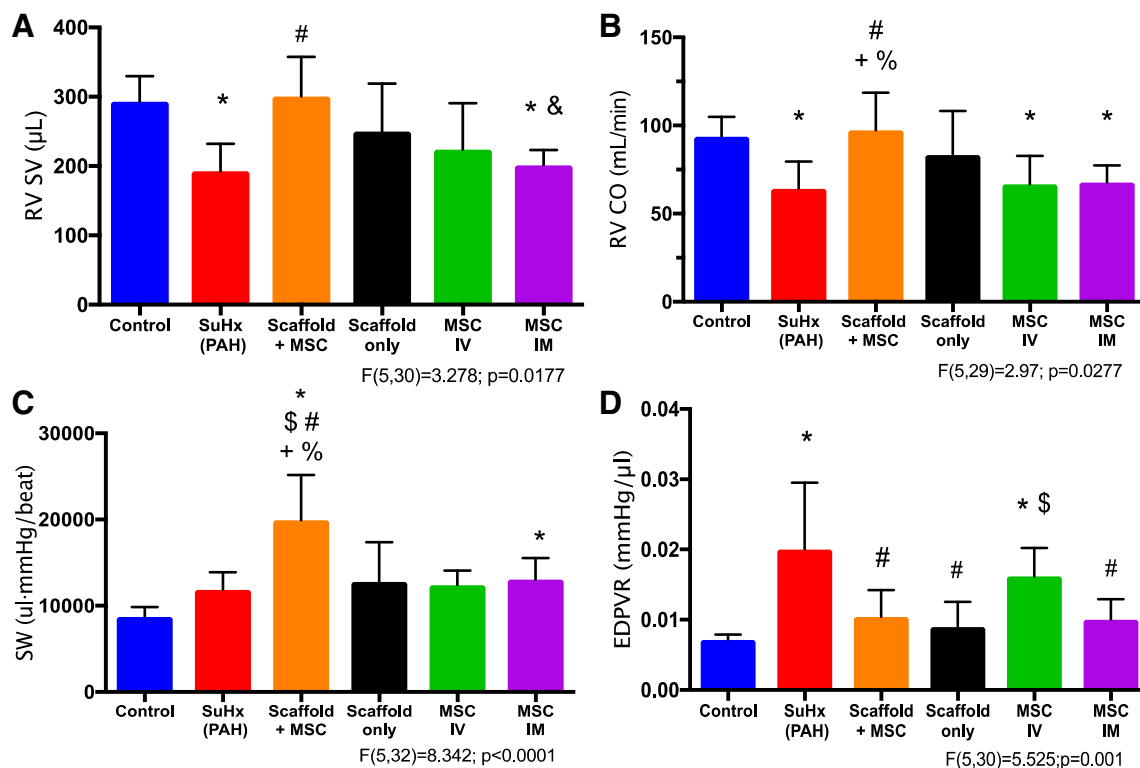 A
RV SV (µL)
400
300
200
100
0
#
*
* &
Control SuHx Scaffold Scaffold MSC MSC
(PAH) + MSC only IV IM
F(5,30)=3.278; p=0.0177
B
RV CO (mL/min)
150
100
50
0
#
+ %
* * *
Control SuHx Scaffold Scaffold MSC MSC
(PAH) + MSC only IV IM
F(5,29)=2.97; p=0.0277
C
SW (ul·mmHg/beat)
30000
20000
10000
0
*
$ #
+ %
*
Control SuHx Scaffold Scaffold MSC MSC
(PAH) + MSC only IV IM
F(5,32)=8.342; p<0.0001
D
EDPVR (mmHg/µl)
0.04
0.03
0.02
0.01
0.00
*
* $
# # #
Control SuHx Scaffold Scaffold MSC MSC
(PAH) + MSC only IV IM
F(5,30)=5.525;p=0.001